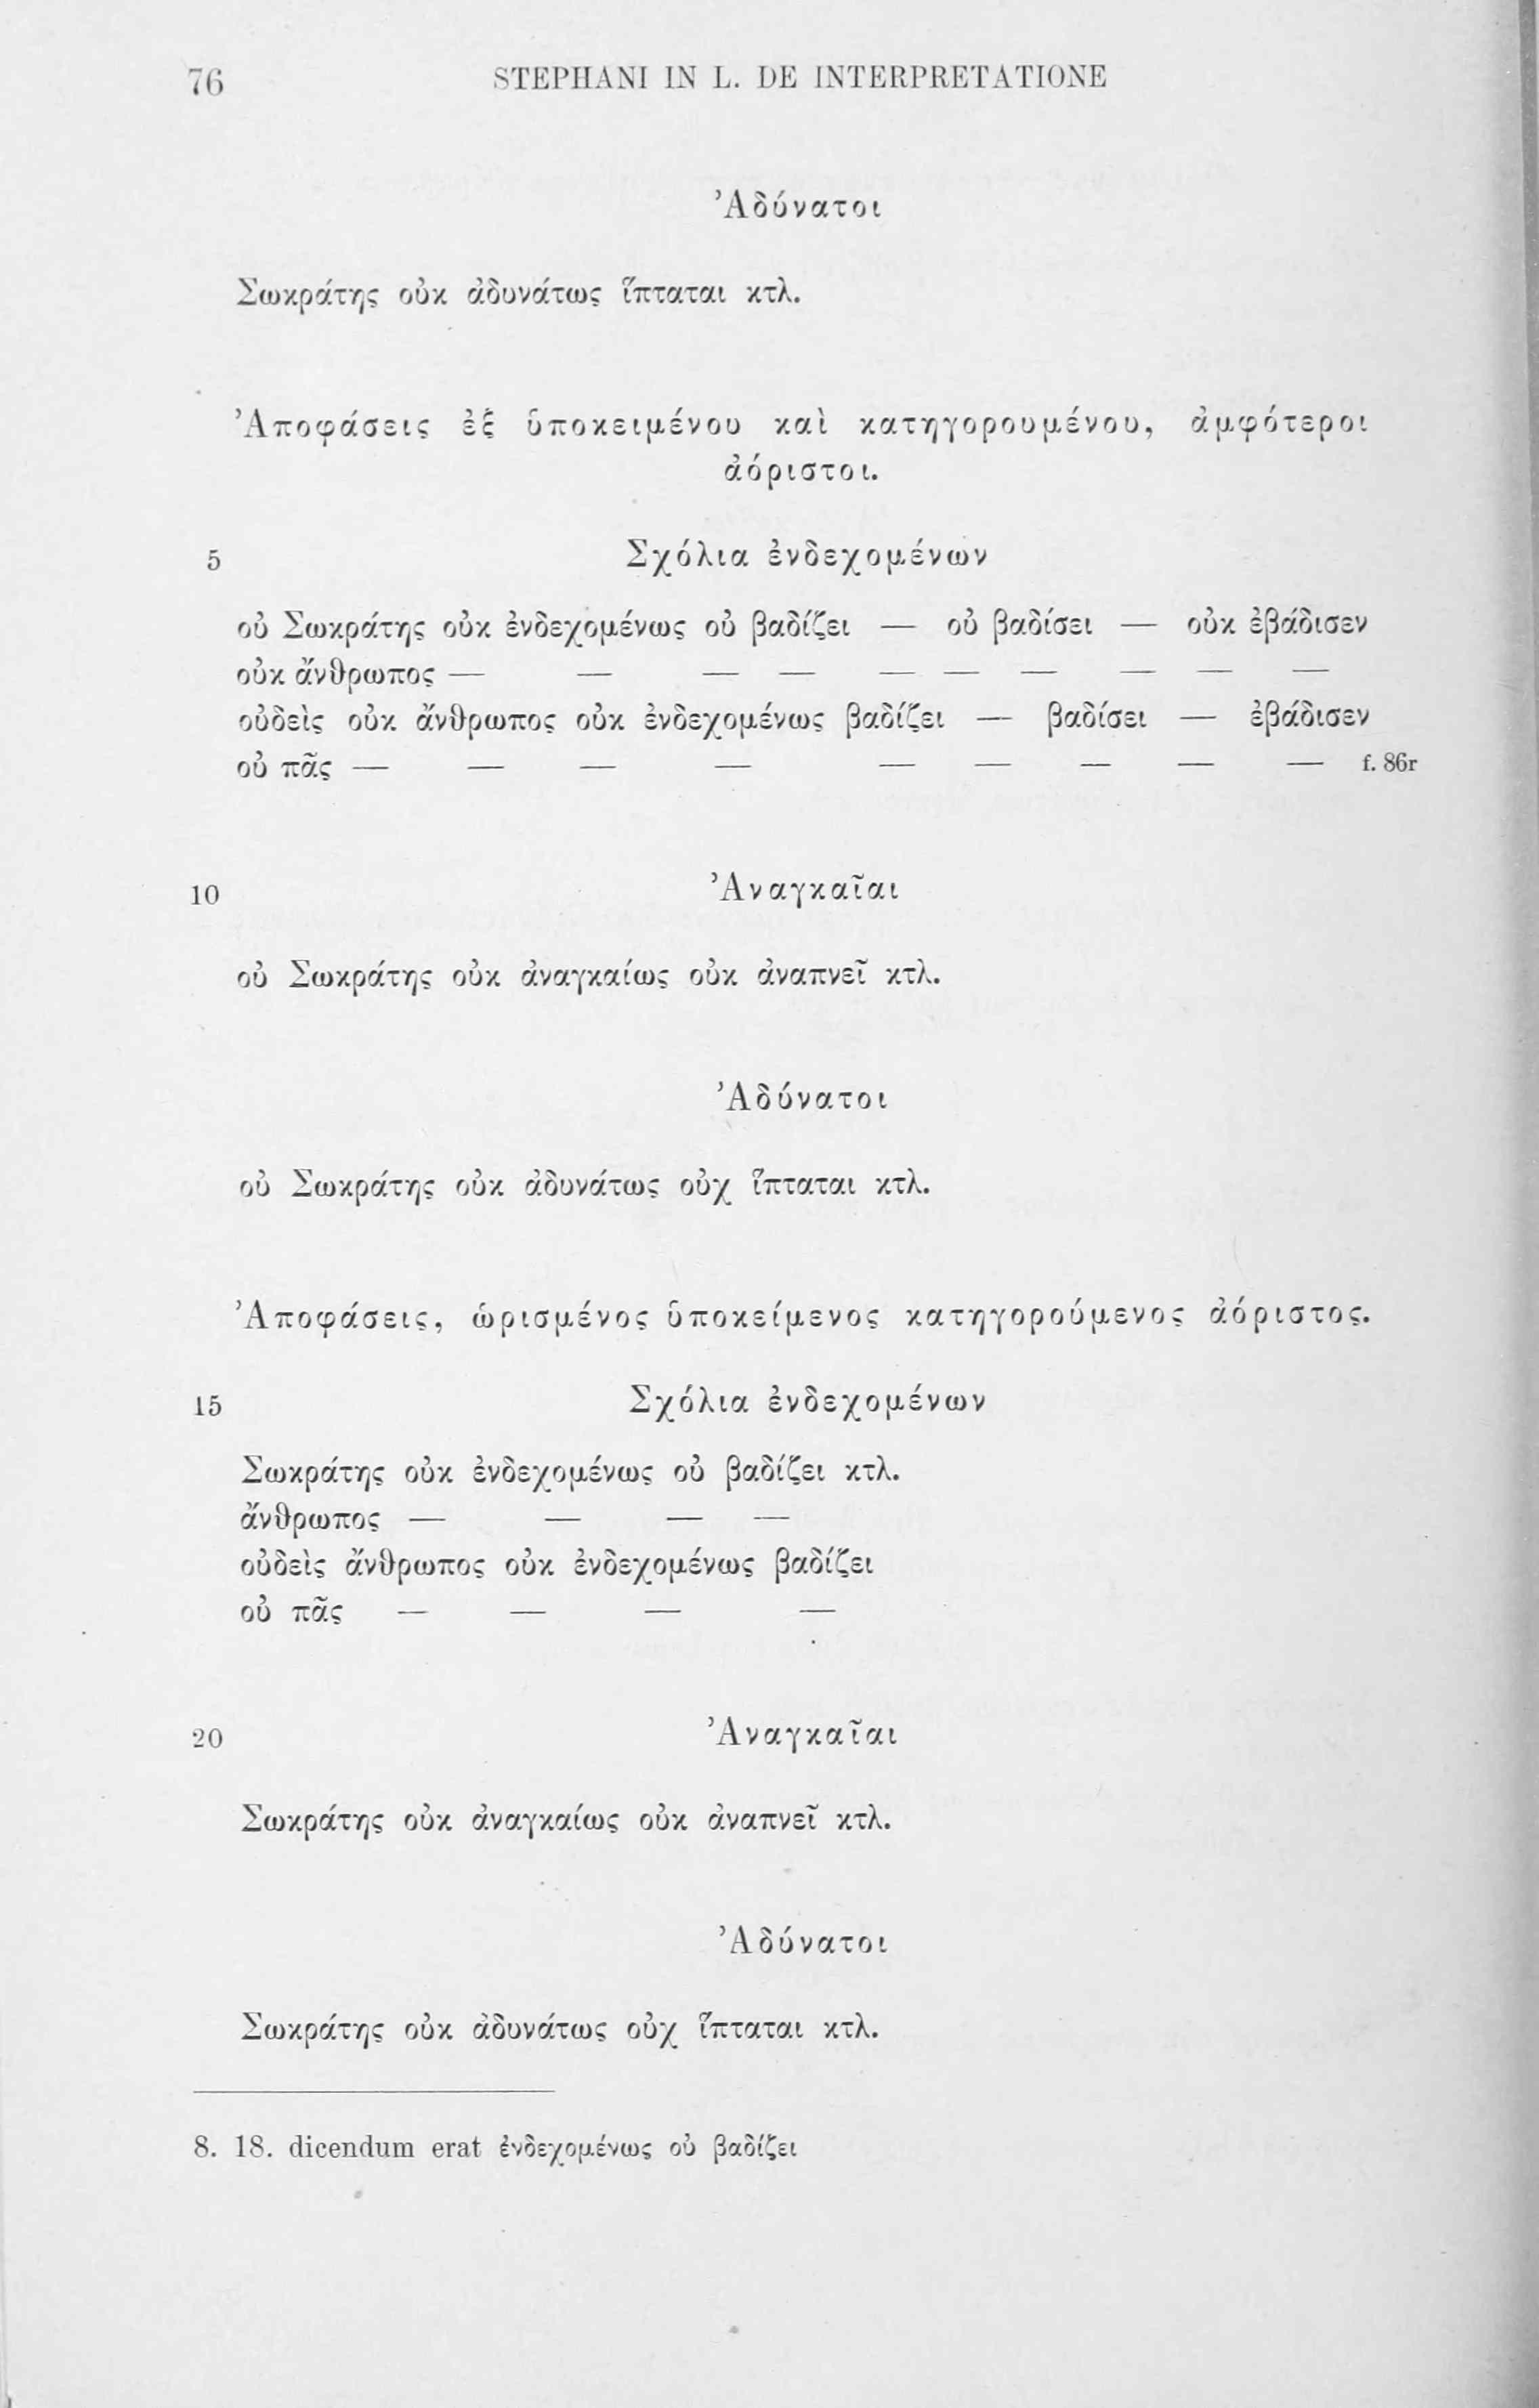 76 STEPHANI IN L. DE INTERPRETATIONE
Ἀδύνατοι
Σωκράτης οὐκ ἀδυνάτως ἵπταται κτλ.
Ἀποφάσεις ἐξ ὑποκειμένου καὶ κατηγορουμένου, ἀμφότεροι
ἀόριστοι.
5 Σχόλια ἐνδεχομένων
οὐ Σωκράτης οὐκ ἐνδεχομένως οὐ βαδίζει — οὐ βαδίσει — οὐκ ἐβάδισεν
οὐκ ἄνθρωπος — — — — — — — — — —
οὐδεὶς οὐκ ἄνθρωπος οὐκ ἐνδεχομένως βαδίζει — βαδίσει — ἐβάδισεν
οὐ πᾶς — — — — — — — — — f. 86r
10 Ἀναγκαῖαι
οὐ Σωκράτης οὐκ ἀναγκαίως οὐκ ἀναπνεῖ κτλ.
Ἀδύνατοι
οὐ Σωκράτης οὐκ ἀδυνάτως οὐχ ἵπταται κτλ.
Ἀποφάσεις, ὡρισμένος ὑποκείμενος κατηγορούμενος ἀόριστος.
15 Σχόλια ἐνδεχομένων
Σωκράτης οὐκ ἐνδεχομένως οὐ βαδίζει κτλ.
ἄνθρωπος — — — —
οὐδεὶς ἄνθρωπος οὐκ ἐνδεχομένως βαδίζει
οὐ πᾶς — — — —
20 Ἀναγκαῖαι
Σωκράτης οὐκ ἀναγκαίως οὐκ ἀναπνεῖ κτλ.
Ἀδύνατοι
Σωκράτης οὐκ ἀδυνάτως οὐχ ἵπταται κτλ.
8. 18. dicendum erat ἐνδεχομένως οὐ βαδίζει